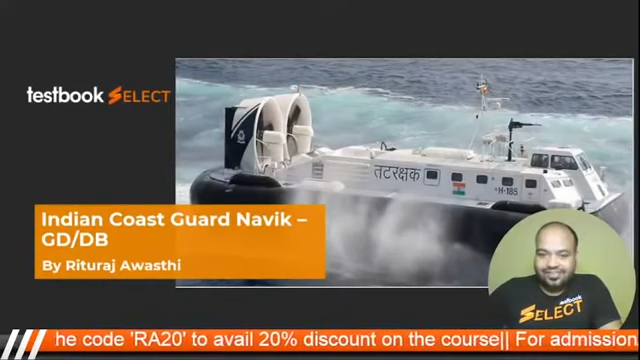 testbook SELECT
तटरक्षक
H-185
Indian Coast Guard Navik –
GD/DB
By Rituraj Awasthi
testbook
SELECT
he code 'RA20' to avail 20% discount on the course|| For admission